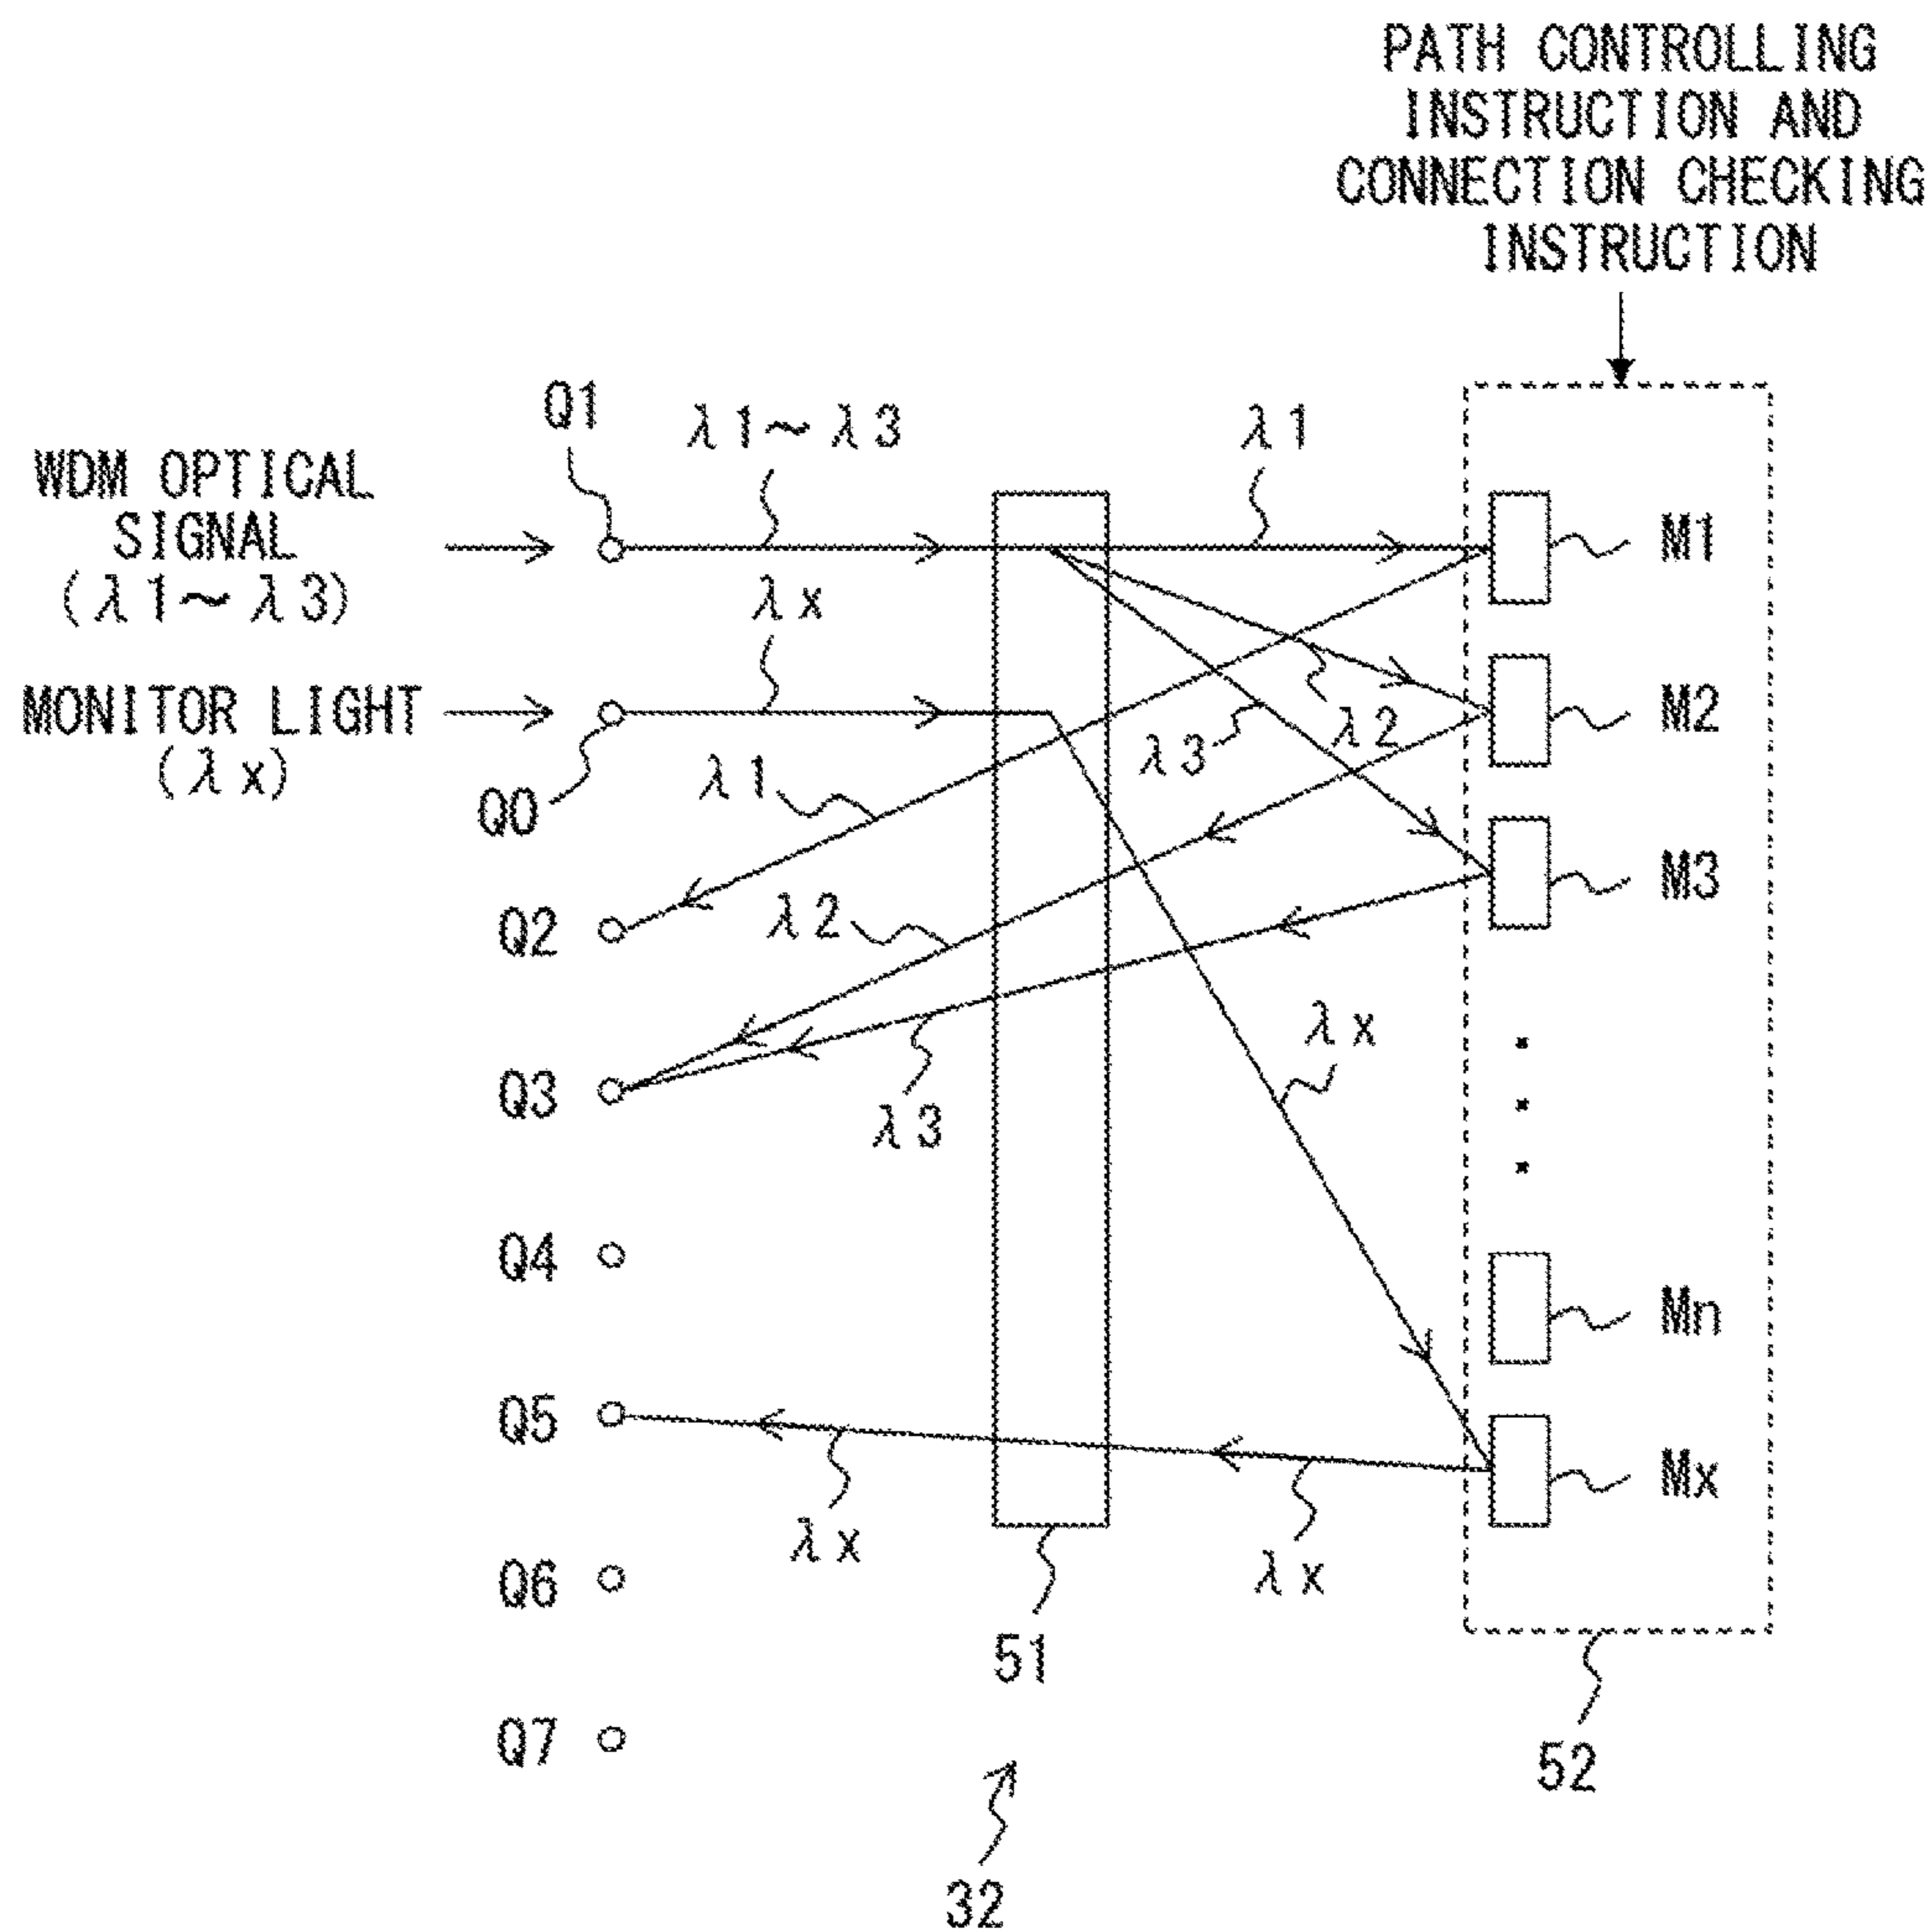 PATH CONTROLLING
INSTRUCTION AND
CONNECTION CHECKING
INSTRUCTION
Q1
λ1~λ3
λ1
WDM OPTICAL
SIGNAL
(λ1~λ3)
M1
λx
MONITOR LIGHT
(λx)
M2
λ2
λ3
λ1
Q0
M3
Q2
λ2
λx
Q3
λ3
Q4
Mn
Q5
Mx
λx
λx
Q6
51
Q7
52
32